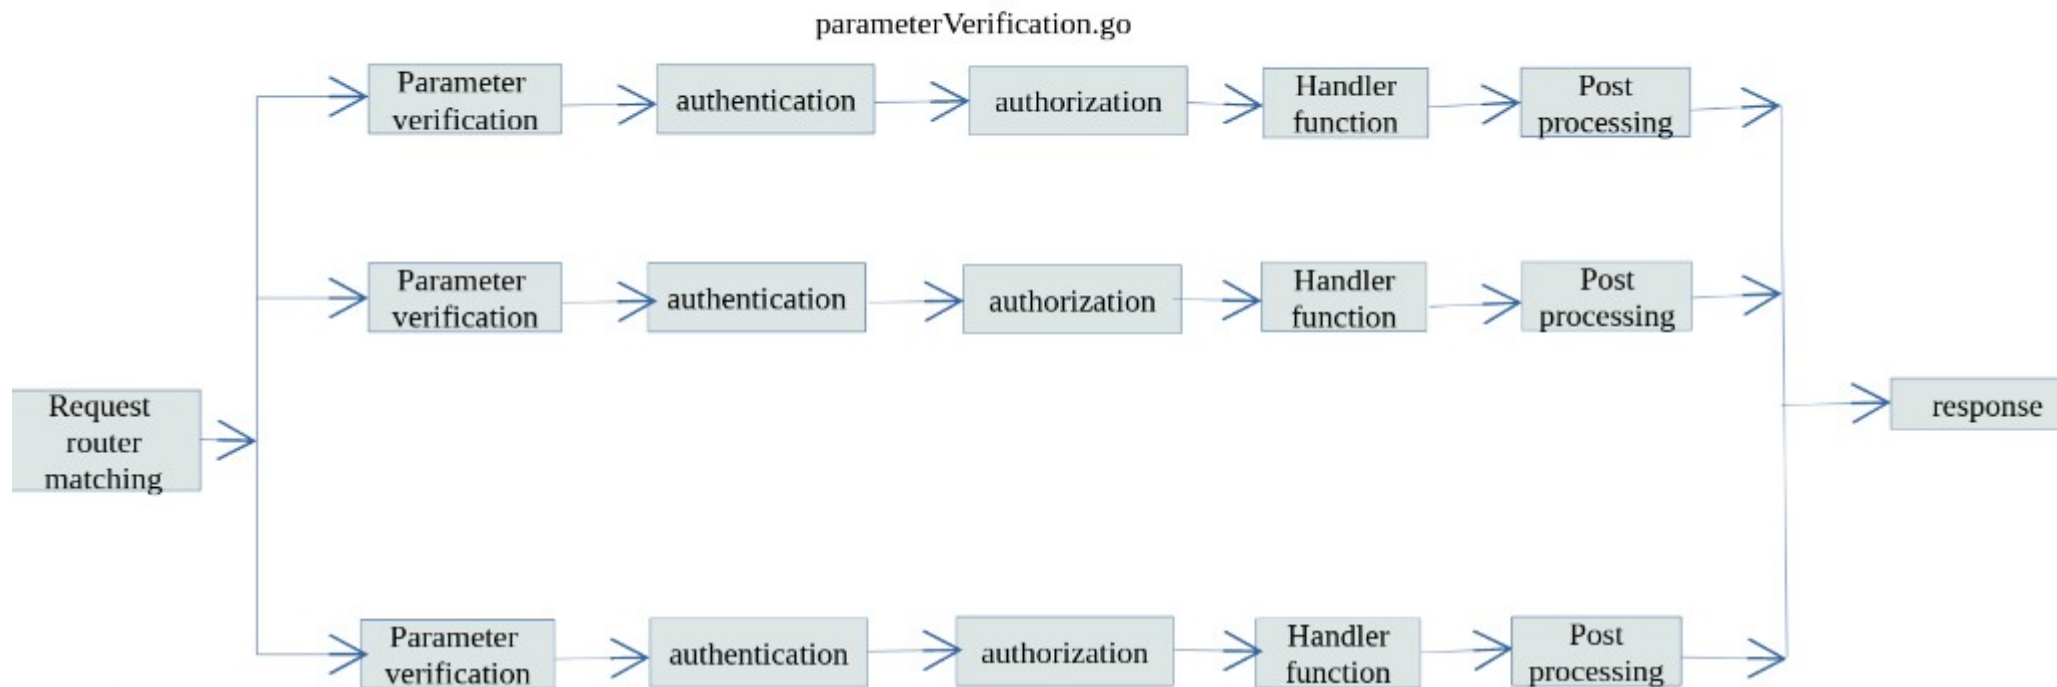 parameterVerification.go
Parameter
verification
authentication
authorization
Handler
function
Post
processing
Parameter
verification
authentication
authorization
Handler
function
Post
processing
Request
router
matching
response
Parameter
verification
authentication
authorization
Handler
function
Post
processing